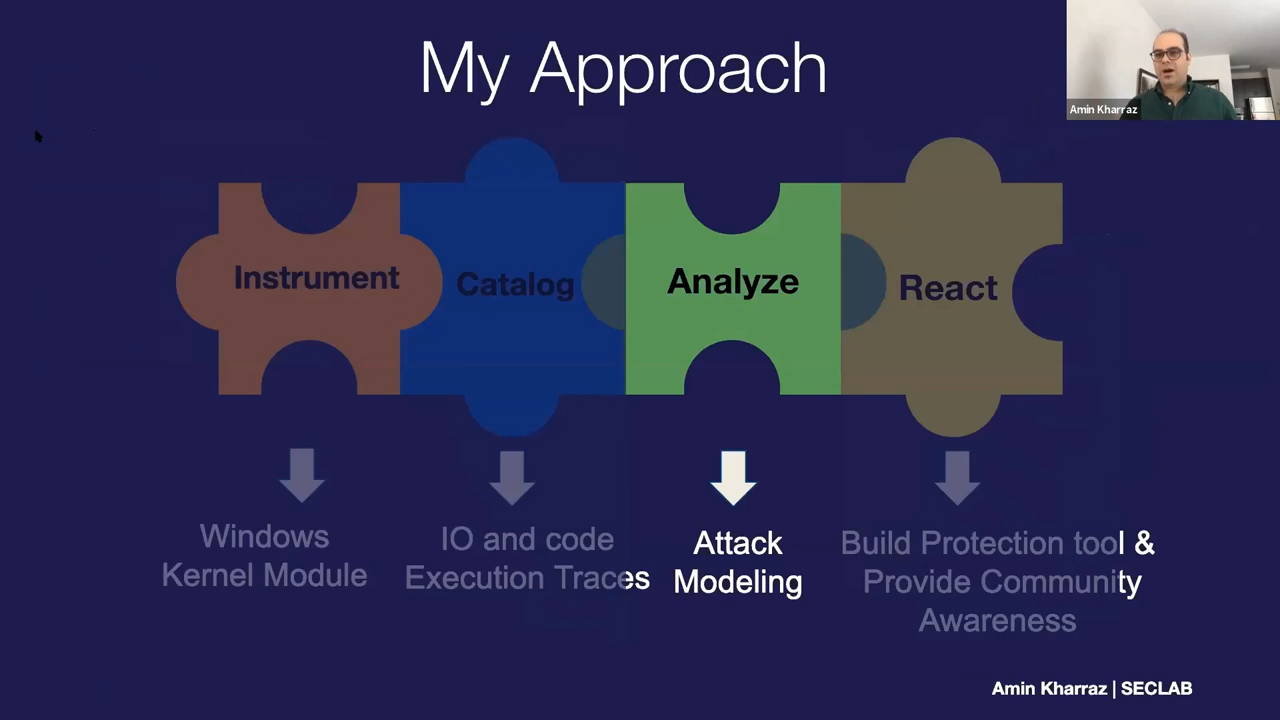 My Approach
Amin Kharraz
Instrument
Catalog
Analyze
React
Windows
Kernel Module
IO and code
Execution Traces
Attack
Modeling
Build Protection tool &
Provide Community
Awareness
Amin Kharraz | SECLAB